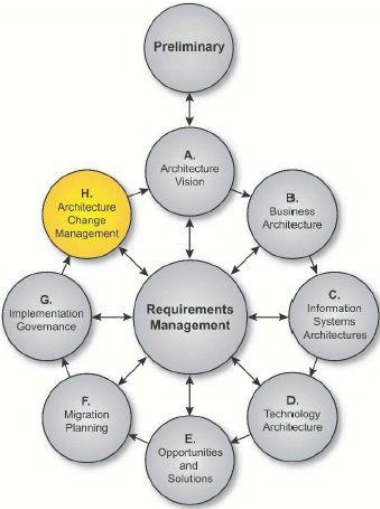 Preliminary
A.
Architecture
Vision
B.
Business
Architecture
C.
Information
Systems
Architectures
D.
Technology
Architecture
E.
Opportunities
and
Solutions
F.
Migration
Planning
G.
Implementation
Governance
H.
Architecture
Change
Management
Requirements
Management